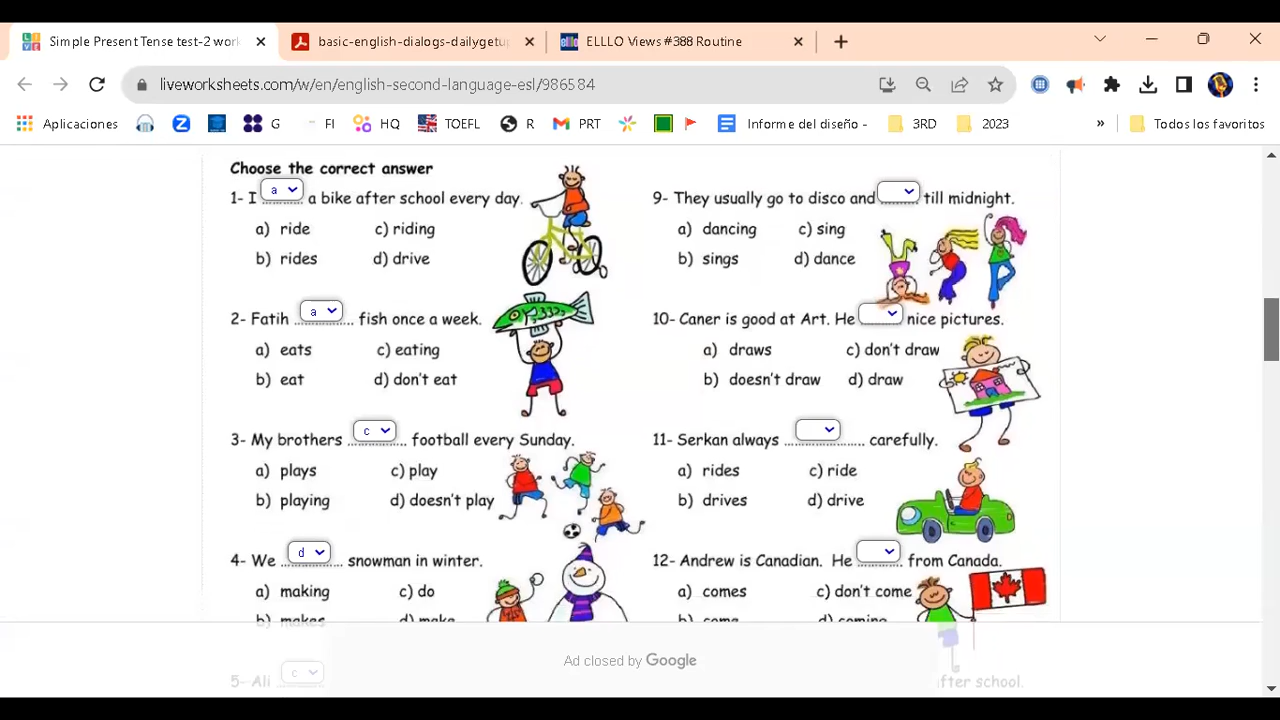 Simple Present Tense test-2 work
basic-english-dialogs-dailygetup
ELLLO Views #388 Routine
liveworksheets.com/w/en/english-second-language-esl/986584
Aplicaciones G FI HQ TOEFL R PRT Informe del diseño - 3RD 2023 » Todos los favoritos
Choose the correct answer
1- I a a bike after school every day.
a) ride c) riding
b) rides d) drive
2- Fatih a fish once a week.
a) eats c) eating
b) eat d) don't eat
3- My brothers c football every Sunday.
a) plays c) play
b) playing d) doesn't play
4- We d snowman in winter.
a) making c) do
b) makes d) make
5- Ali c
9- They usually go to disco and till midnight.
a) dancing c) sing
b) sings d) dance
10- Caner is good at Art. He nice pictures.
a) draws c) don't draw
b) doesn't draw d) draw
11- Serkan always carefully.
a) rides c) ride
b) drives d) drive
12- Andrew is Canadian. He from Canada.
a) comes c) don't come
b) come d) coming
after school.
Ad closed by Google